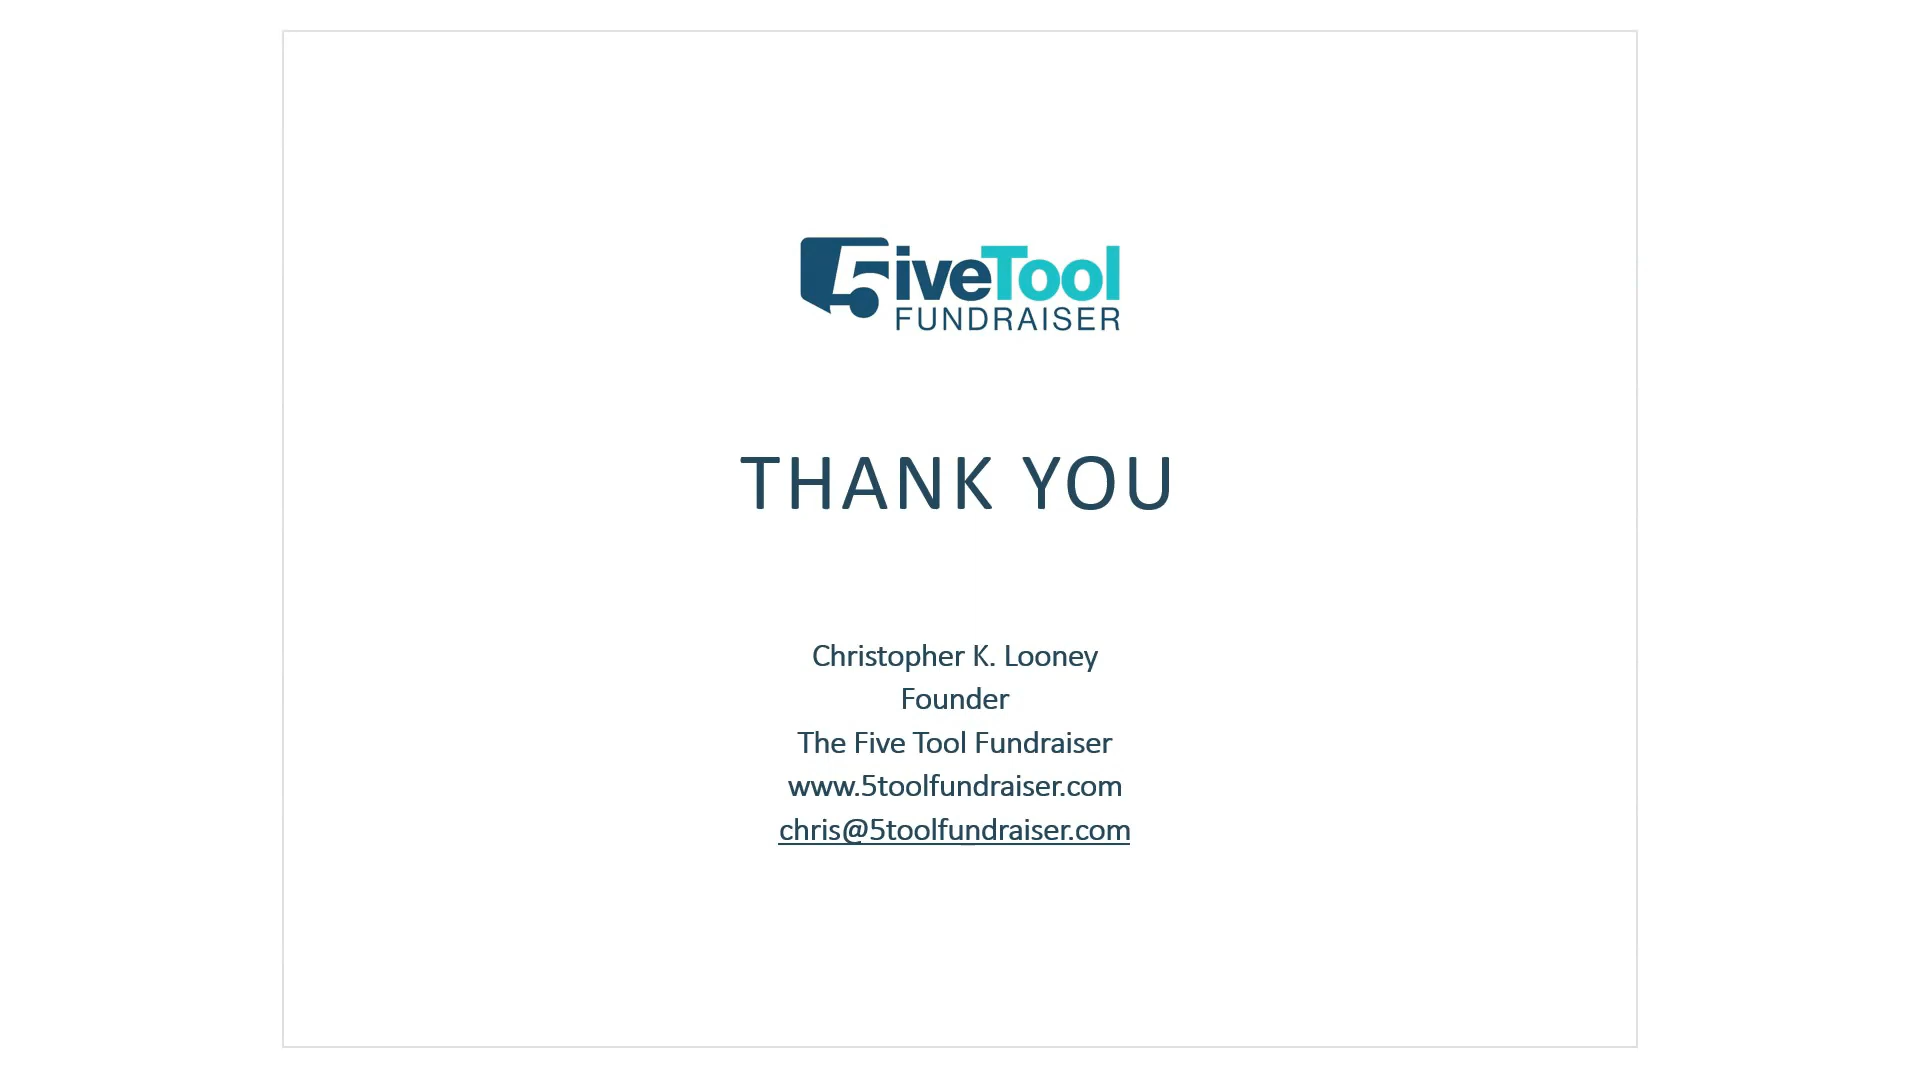 5iveTool
FUNDRAISER
THANK YOU
Christopher K. Looney
Founder
The Five Tool Fundraiser
www.5toolfundraiser.com
chris@5toolfundraiser.com